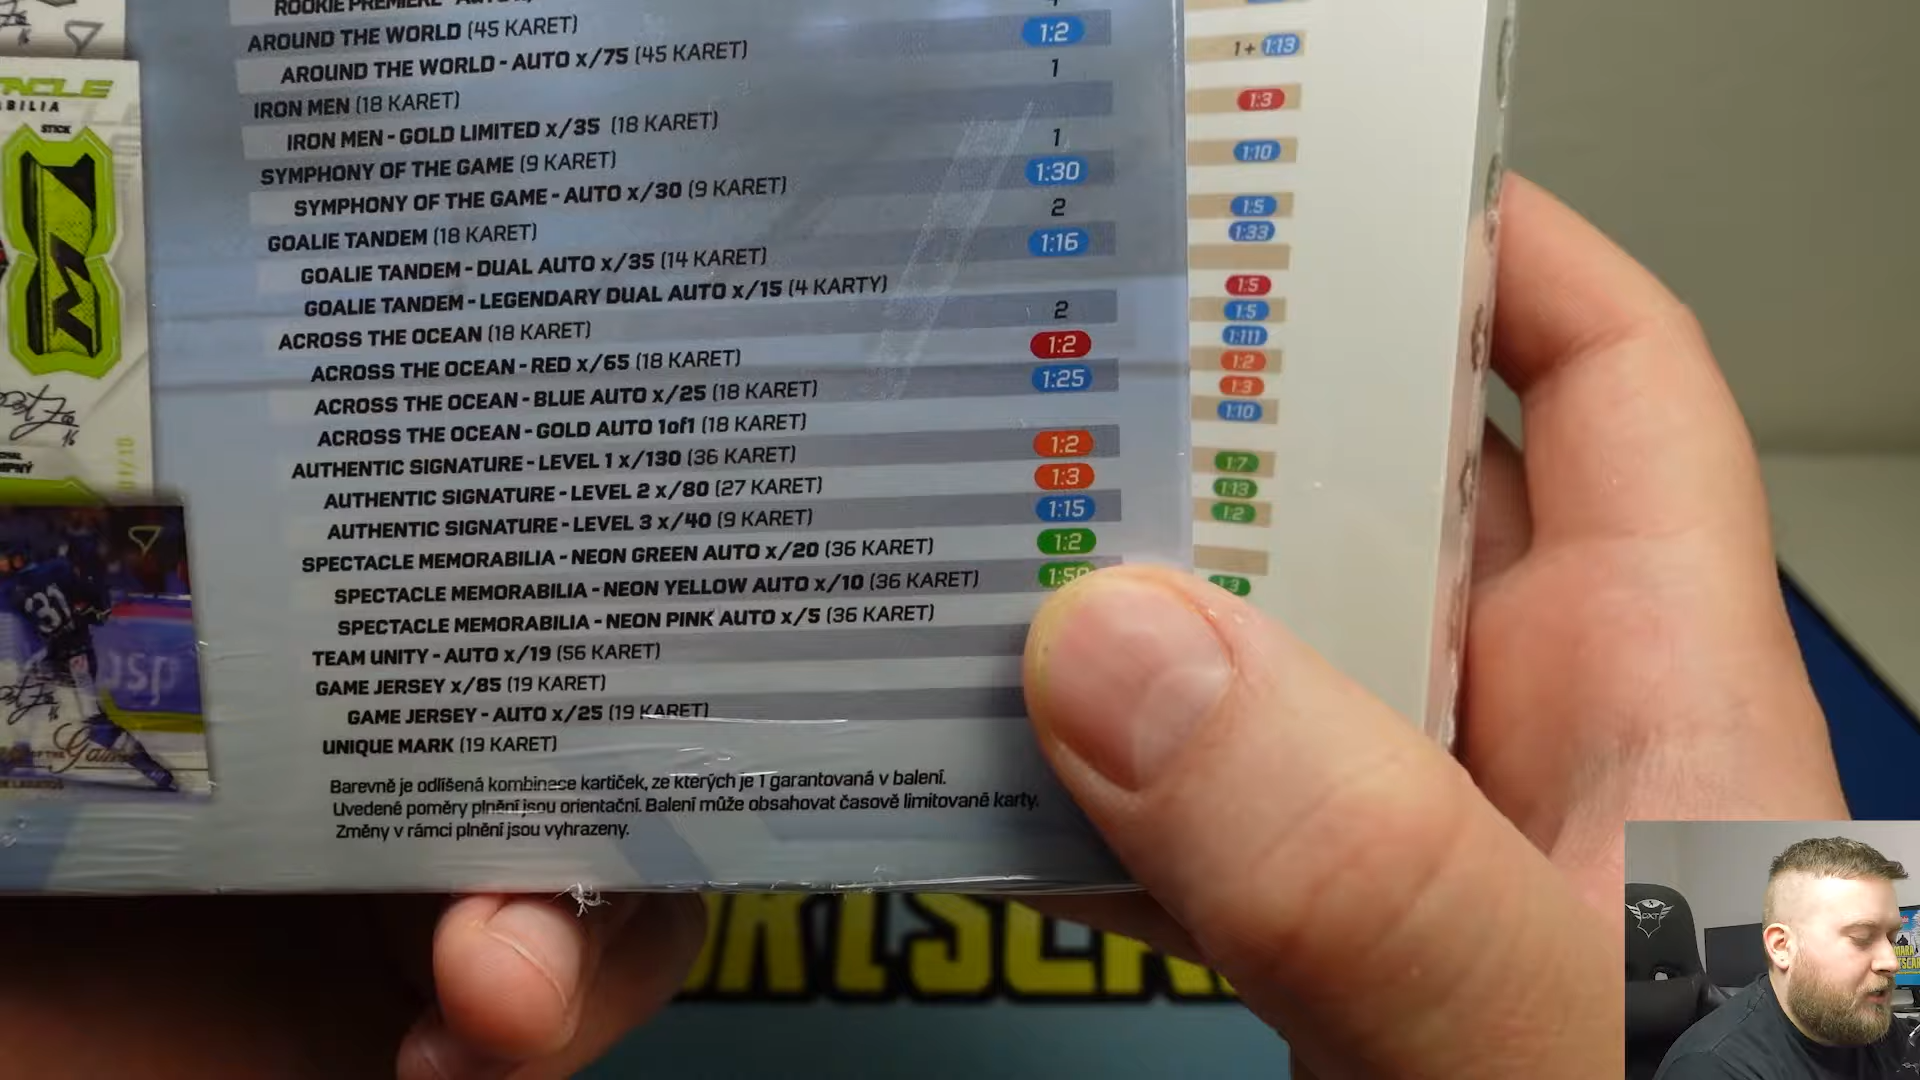 AROUND THE WORLD (45 KARET) 1:2
AROUND THE WORLD - AUTO x/75 (45 KARET)
IRON MEN (18 KARET) 1
IRON MEN - GOLD LIMITED x/35 (18 KARET)
SYMPHONY OF THE GAME (9 KARET) 1
SYMPHONY OF THE GAME - AUTO x/30 (9 KARET) 1:30
GOALIE TANDEM (18 KARET) 2
GOALIE TANDEM - DUAL AUTO x/35 (14 KARET) 1:16
GOALIE TANDEM - LEGENDARY DUAL AUTO x/15 (4 KARTY)
ACROSS THE OCEAN (18 KARET) 2
ACROSS THE OCEAN - RED x/65 (18 KARET) 1:2
ACROSS THE OCEAN - BLUE AUTO x/25 (18 KARET) 1:25
ACROSS THE OCEAN - GOLD AUTO 1of1 (18 KARET)
AUTHENTIC SIGNATURE - LEVEL 1 x/130 (36 KARET) 1:2
AUTHENTIC SIGNATURE - LEVEL 2 x/80 (27 KARET) 1:3
AUTHENTIC SIGNATURE - LEVEL 3 x/40 (9 KARET) 1:15
SPECTACLE MEMORABILIA - NEON GREEN AUTO x/20 (36 KARET) 1:2
SPECTACLE MEMORABILIA - NEON YELLOW AUTO x/10 (36 KARET)
SPECTACLE MEMORABILIA - NEON PINK AUTO x/5 (36 KARET)
TEAM UNITY - AUTO x/19 (56 KARET)
GAME JERSEY x/85 (19 KARET)
GAME JERSEY - AUTO x/25 (19 KARET)
UNIQUE MARK (19 KARET)
Barevně je odlišená kombinace kartiček, ze kterých je 1 garantovaná v balení.
Uvedené poměry plnění jsou orientační. Balení může obsahovat časově limitované karty.
Změny v rámci plnění jsou vyhrazeny.
1 + 1:13
1:3
1:10
1:5
1:33
1:5
1:5
1:111
1:2
1:3
1:10
1:7
1:13
1:2
1:3
STICK
31
GXT